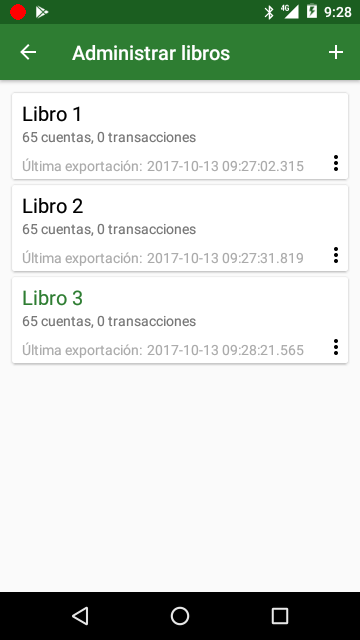 4G 9:28
Administrar libros
Libro 1
65 cuentas, 0 transacciones
Última exportación: 2017-10-13 09:27:02.315
Libro 2
65 cuentas, 0 transacciones
Última exportación: 2017-10-13 09:27:31.819
Libro 3
65 cuentas, 0 transacciones
Última exportación: 2017-10-13 09:28:21.565